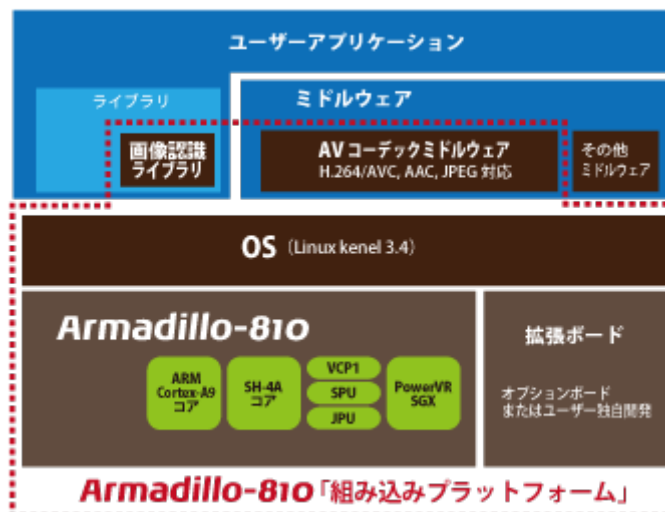 ユーザーアプリケーション
ライブラリ
画像認識
ライブラリ
ミドルウェア
AVコーデックミドルウェア
H.264/AVC, AAC, JPEG 対応
その他
ミドルウェア
OS (Linux kenel 3.4)
Armadillo-810
ARM
Cortex-A9
コア
SH-4A
コア
VCP1
SPU
JPU
PowerVR
SGX
拡張ボード
オプションボード
またはユーザー独自開発
Armadillo-810「組み込みプラットフォーム」